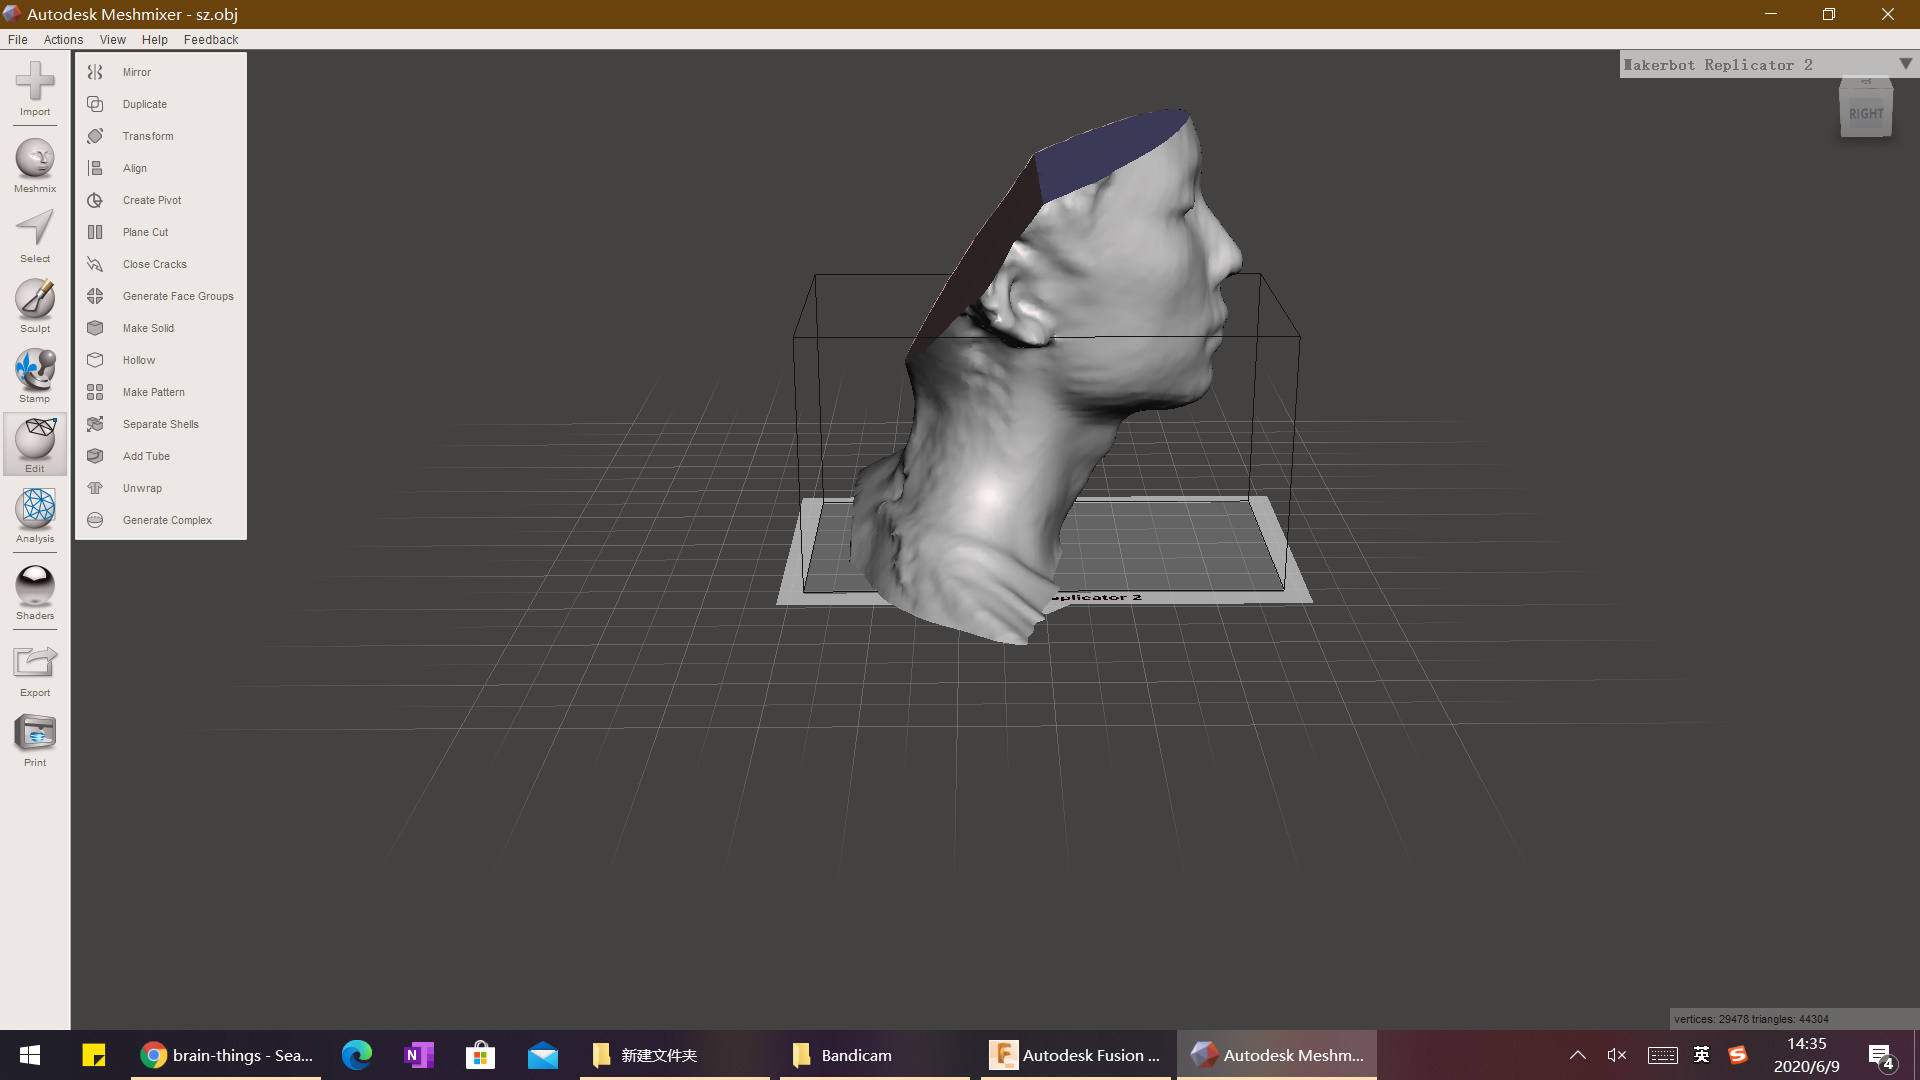 Autodesk Meshmixer - sz.obj
File Actions View Help Feedback
Import
Meshmix
Select
Sculpt
Stamp
Edit
Analysis
Shaders
Export
Print
Mirror
Duplicate
Transform
Align
Create Pivot
Plane Cut
Close Cracks
Generate Face Groups
Make Solid
Hollow
Make Pattern
Separate Shells
Add Tube
Unwrap
Generate Complex
Makerbot Replicator 2
RIGHT
eplicator 2
vertices: 29478 triangles: 44304
brain-things - Sea...
N
新建文件夹
Bandicam
F
Autodesk Fusion ...
Autodesk Meshm...
英
S
14:35
2020/6/9
4